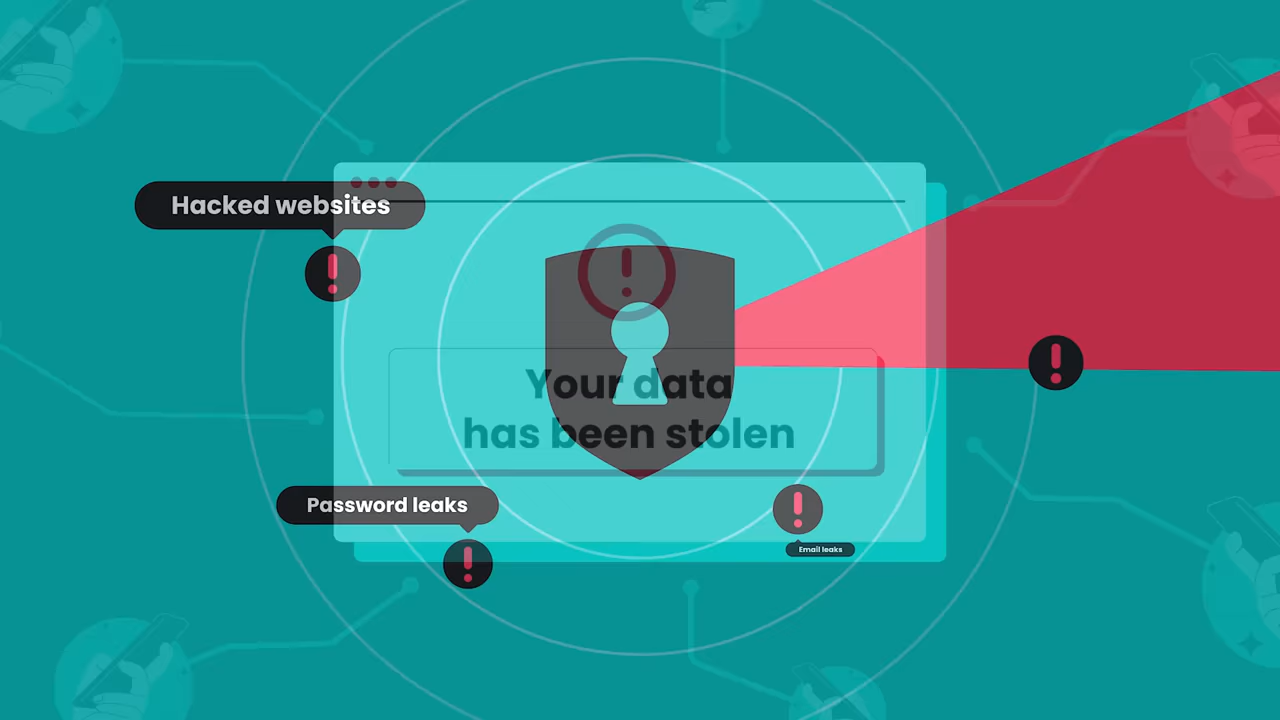 Hacked websites
Your data
has been stolen
Password leaks
Email leaks